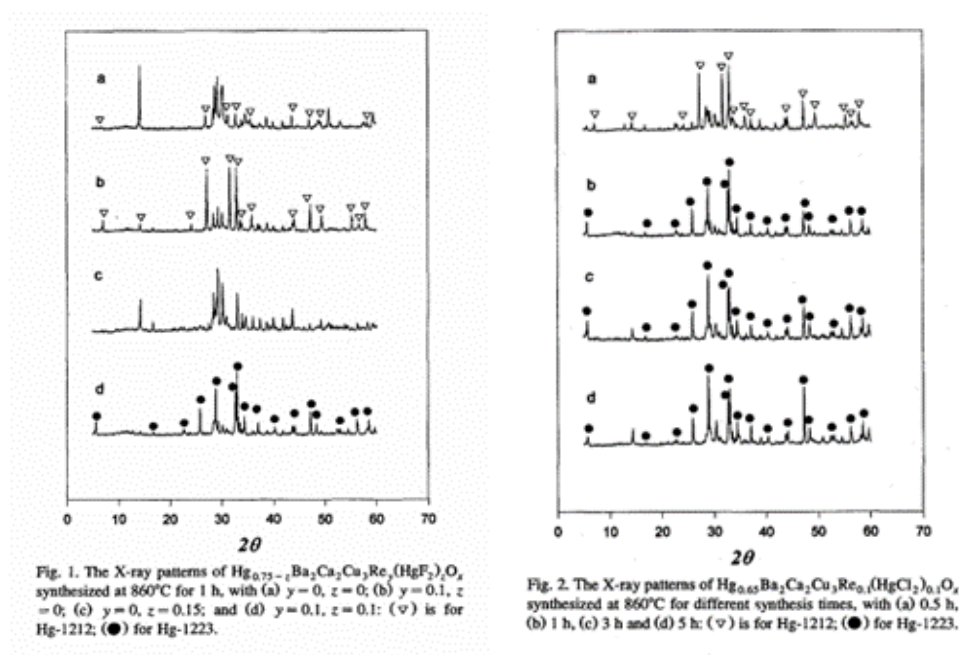 a
b
c
d
0 10 20 30 40 50 60 70
2θ
Fig. 1. The X-ray patterns of Hg₀.₇₅₋zBa₂Ca₂Cu₃Reᵧ(HgF₂)zOₓ
synthesized at 860°C for 1 h, with (a) y=0, z=0; (b) y=0.1, z
=0; (c) y=0, z=0.15; and (d) y=0.1, z=0.1: (▽) is for
Hg-1212; (●) for Hg-1223.
a
b
c
d
0 10 20 30 40 50 60 70
2θ
Fig. 2. The X-ray patterns of Hg₀.₆₅Ba₂Ca₂Cu₃Re₀.₁(HgCl₂)₀.₁Oₓ
synthesized at 860°C for different synthesis times, with (a) 0.5 h,
(b) 1 h, (c) 3 h and (d) 5 h: (▽) is for Hg-1212; (●) for Hg-1223.